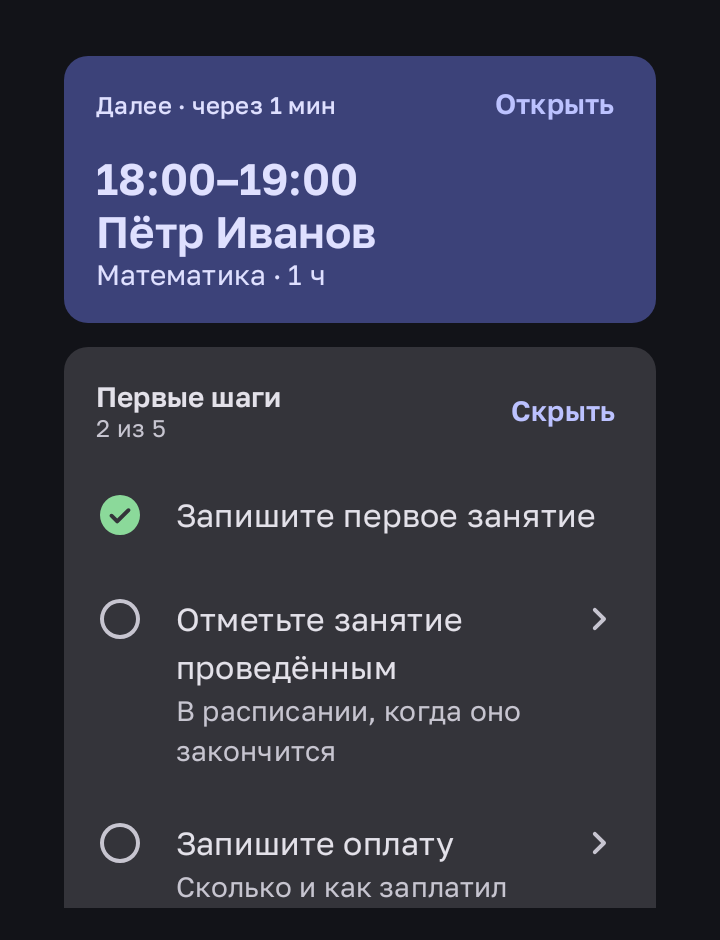 Далее · через 1 мин
Открыть
18:00–19:00
Пётр Иванов
Математика · 1 ч
Первые шаги
2 из 5
Скрыть
Запишите первое занятие
Отметьте занятие
проведённым
В расписании, когда оно
закончится
Запишите оплату
Сколько и как заплатил